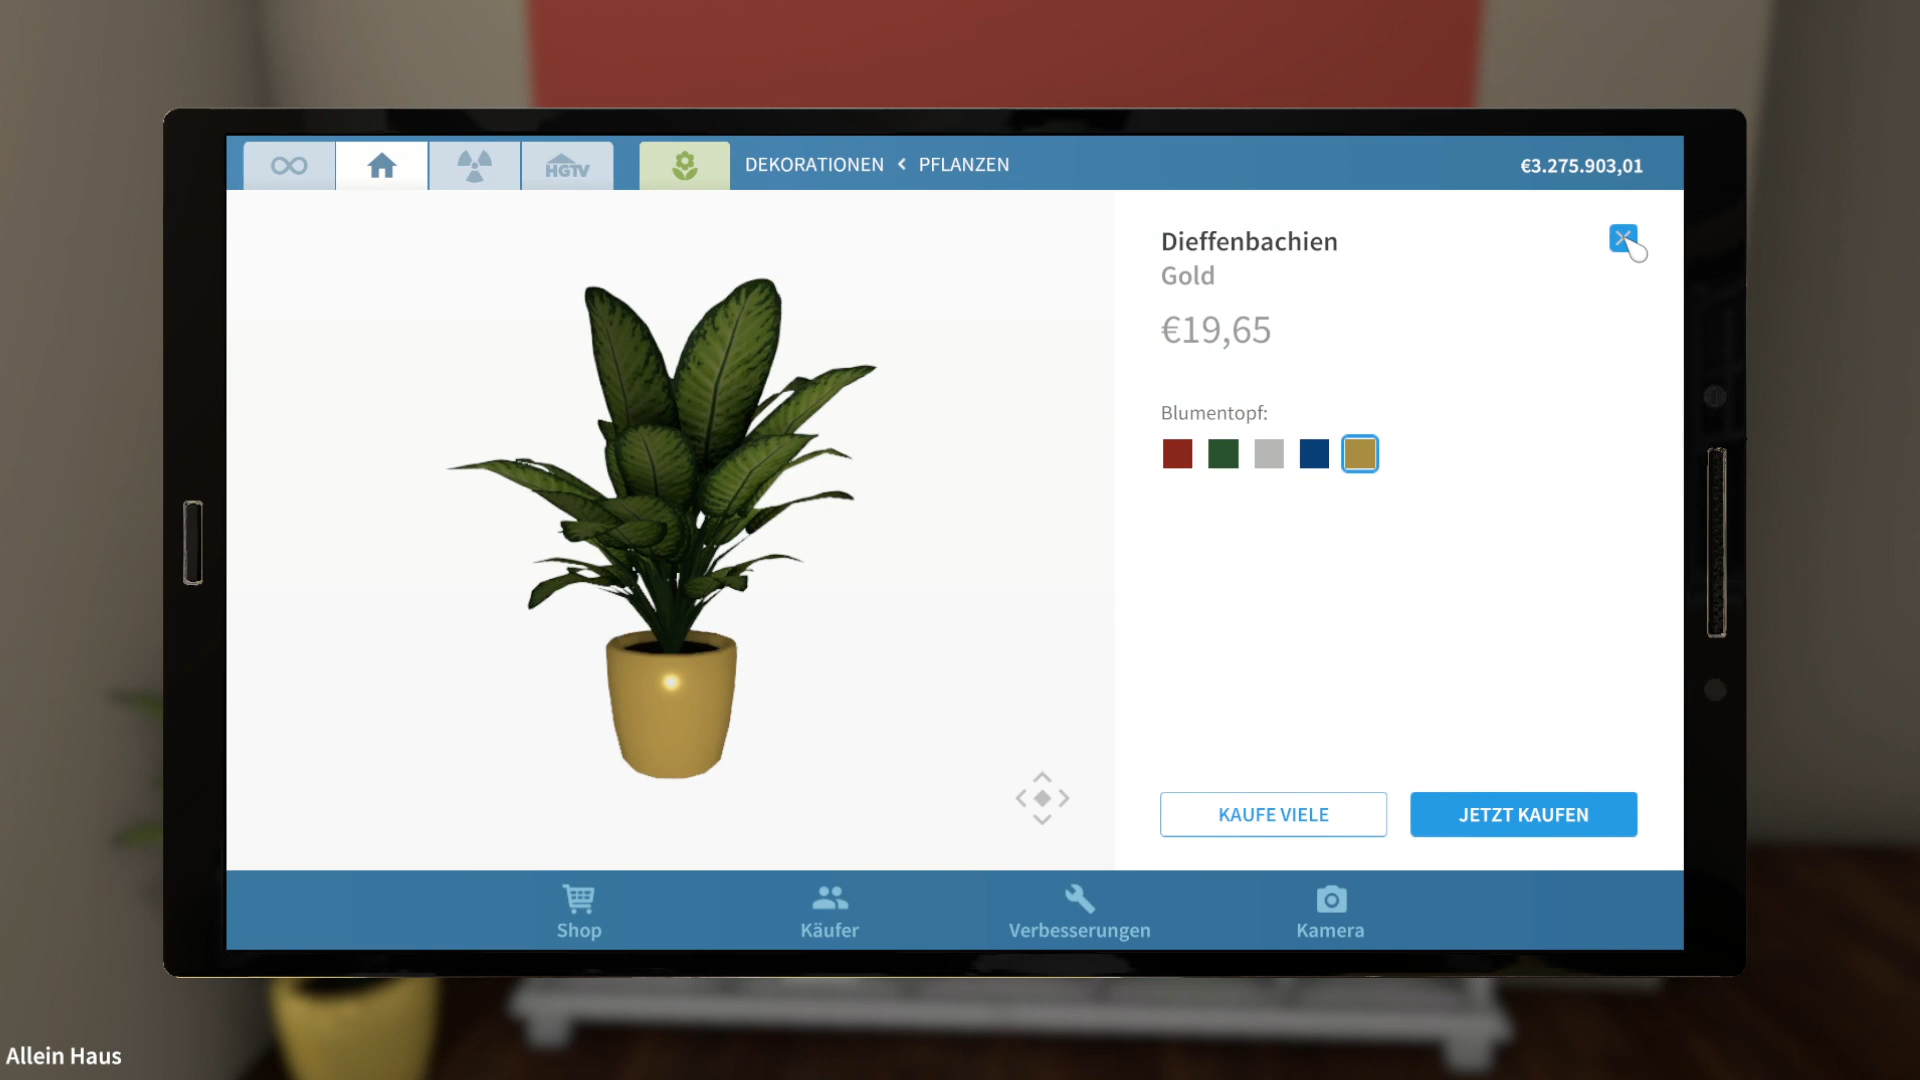 HGTV
DEKORATIONEN < PFLANZEN
€3.275.903,01
Dieffenbachien
Gold
€19,65
Blumentopf:
KAUFE VIELE
JETZT KAUFEN
Shop
Käufer
Verbesserungen
Kamera
Allein Haus